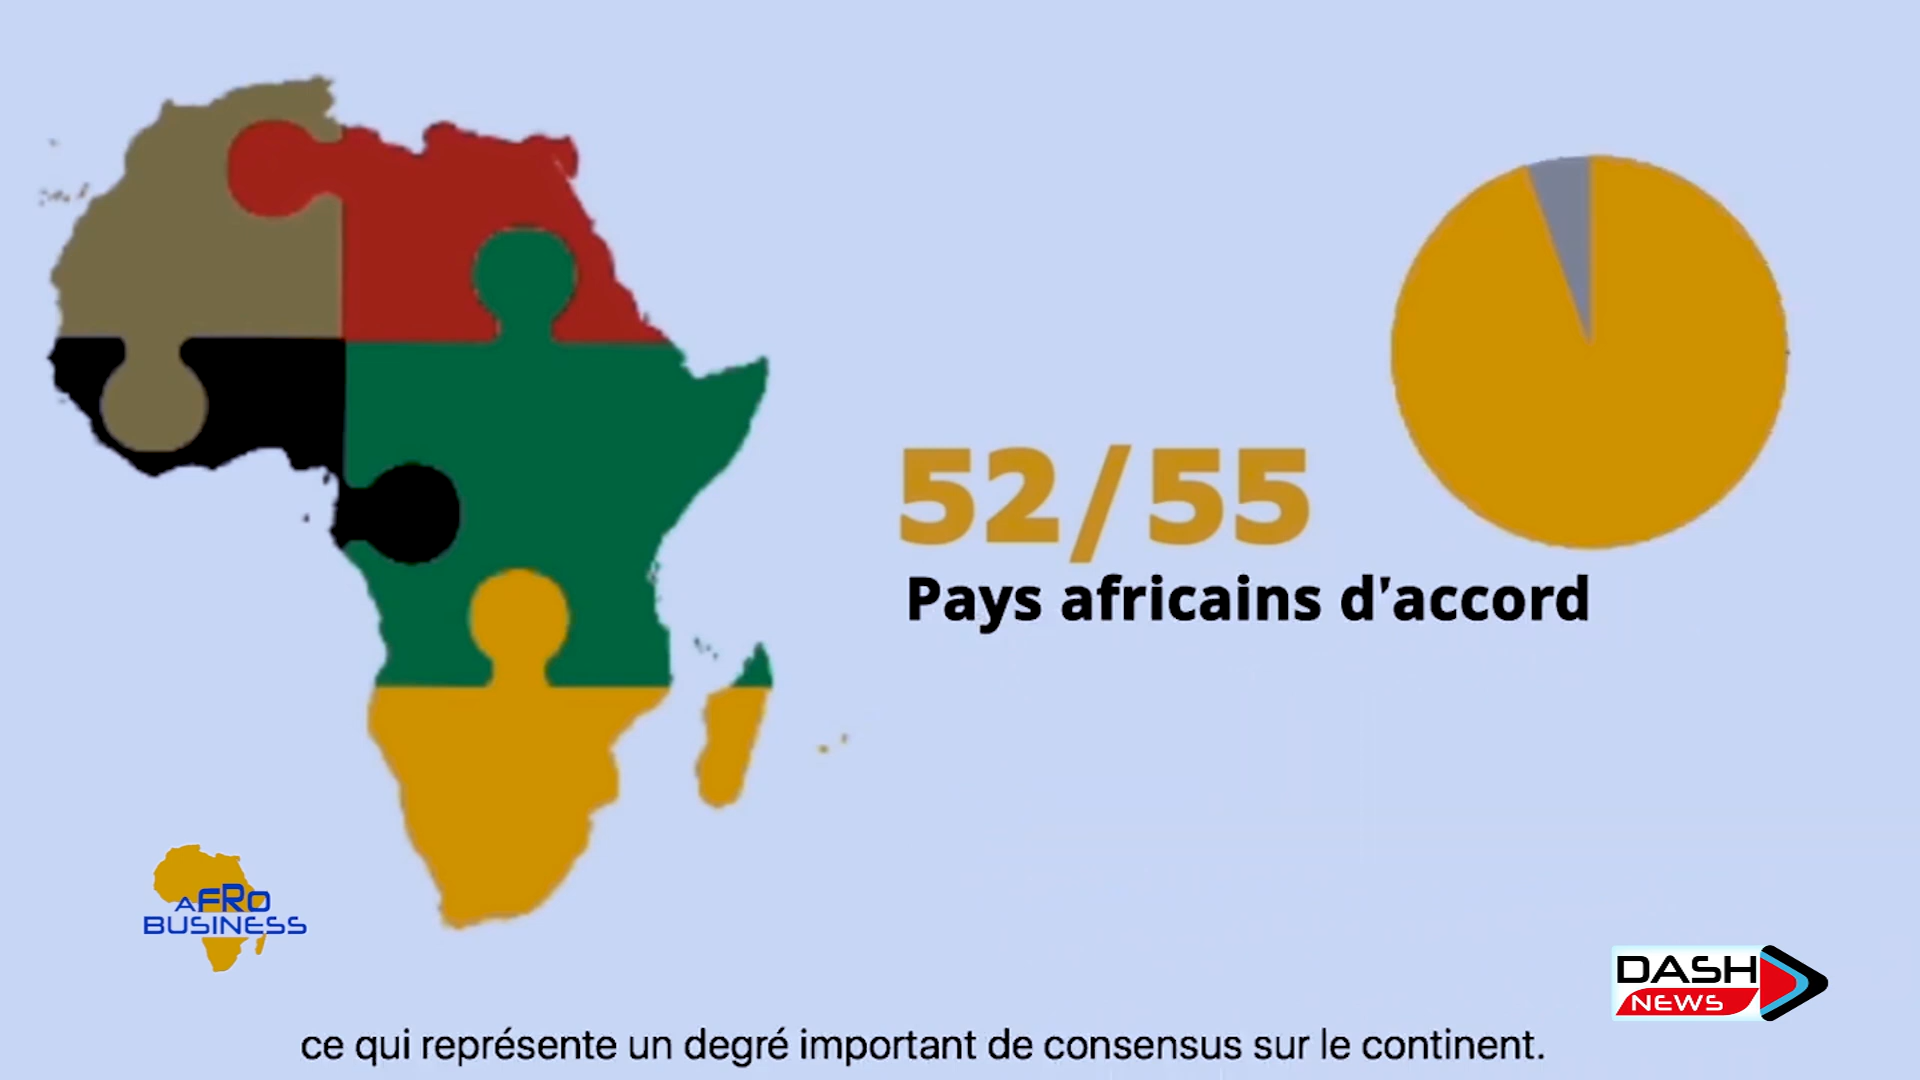 52/55
Pays africains d'accord
AFRO
BUSINESS
DASH
NEWS
ce qui représente un degré important de consensus sur le continent.